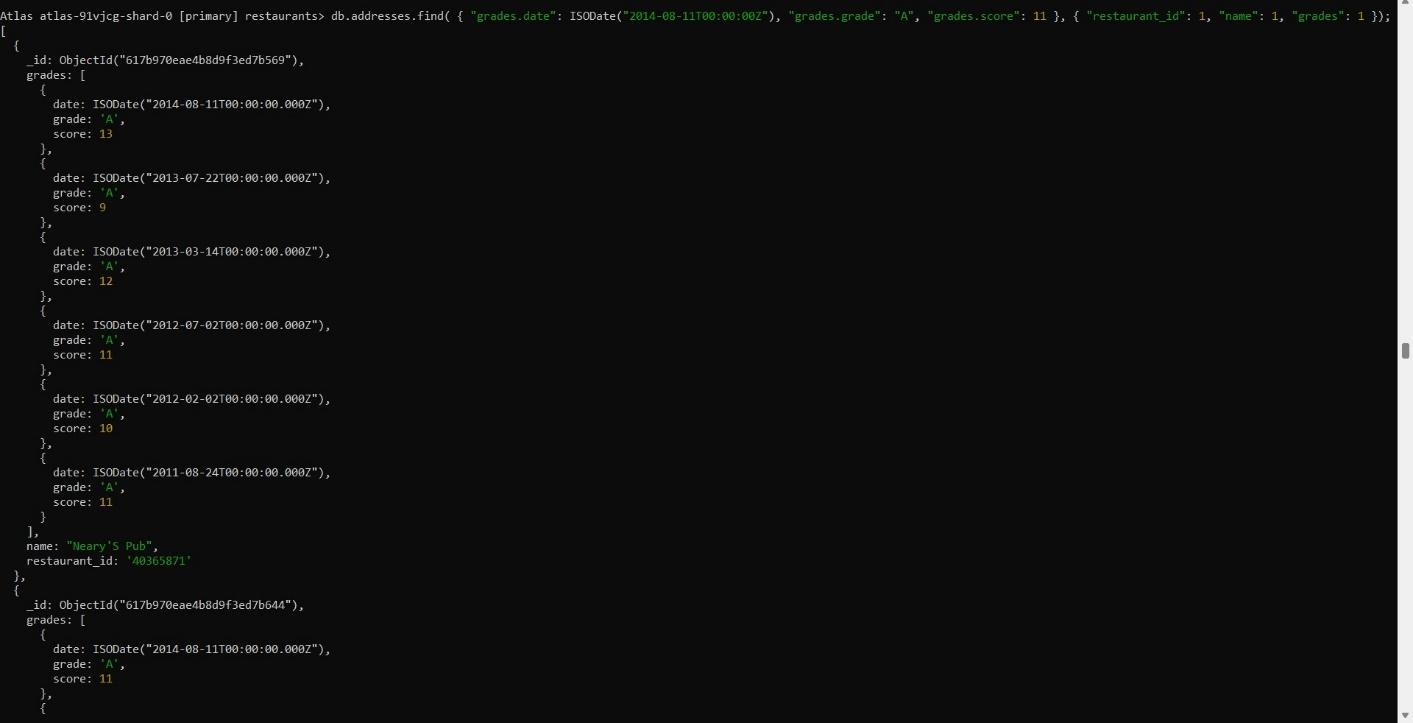 Atlas atlas-91vjcg-shard-0 [primary] restaurants> db.addresses.find( { "grades.date": ISODate("2014-08-11T00:00:00Z"), "grades.grade": "A", "grades.score": 11 }, { "restaurant_id": 1, "name": 1, "grades": 1 });
[
  {
    _id: ObjectId("617b970eae4b8d9f3ed7b569"),
    grades: [
      {
        date: ISODate("2014-08-11T00:00:00.000Z"),
        grade: 'A',
        score: 13
      },
      {
        date: ISODate("2013-07-22T00:00:00.000Z"),
        grade: 'A',
        score: 9
      },
      {
        date: ISODate("2013-03-14T00:00:00.000Z"),
        grade: 'A',
        score: 12
      },
      {
        date: ISODate("2012-07-02T00:00:00.000Z"),
        grade: 'A',
        score: 11
      },
      {
        date: ISODate("2012-02-02T00:00:00.000Z"),
        grade: 'A',
        score: 10
      },
      {
        date: ISODate("2011-08-24T00:00:00.000Z"),
        grade: 'A',
        score: 11
      }
    ],
    name: "Neary'S Pub",
    restaurant_id: '40365871'
  },
  {
    _id: ObjectId("617b970eae4b8d9f3ed7b644"),
    grades: [
      {
        date: ISODate("2014-08-11T00:00:00.000Z"),
        grade: 'A',
        score: 11
      },
      {